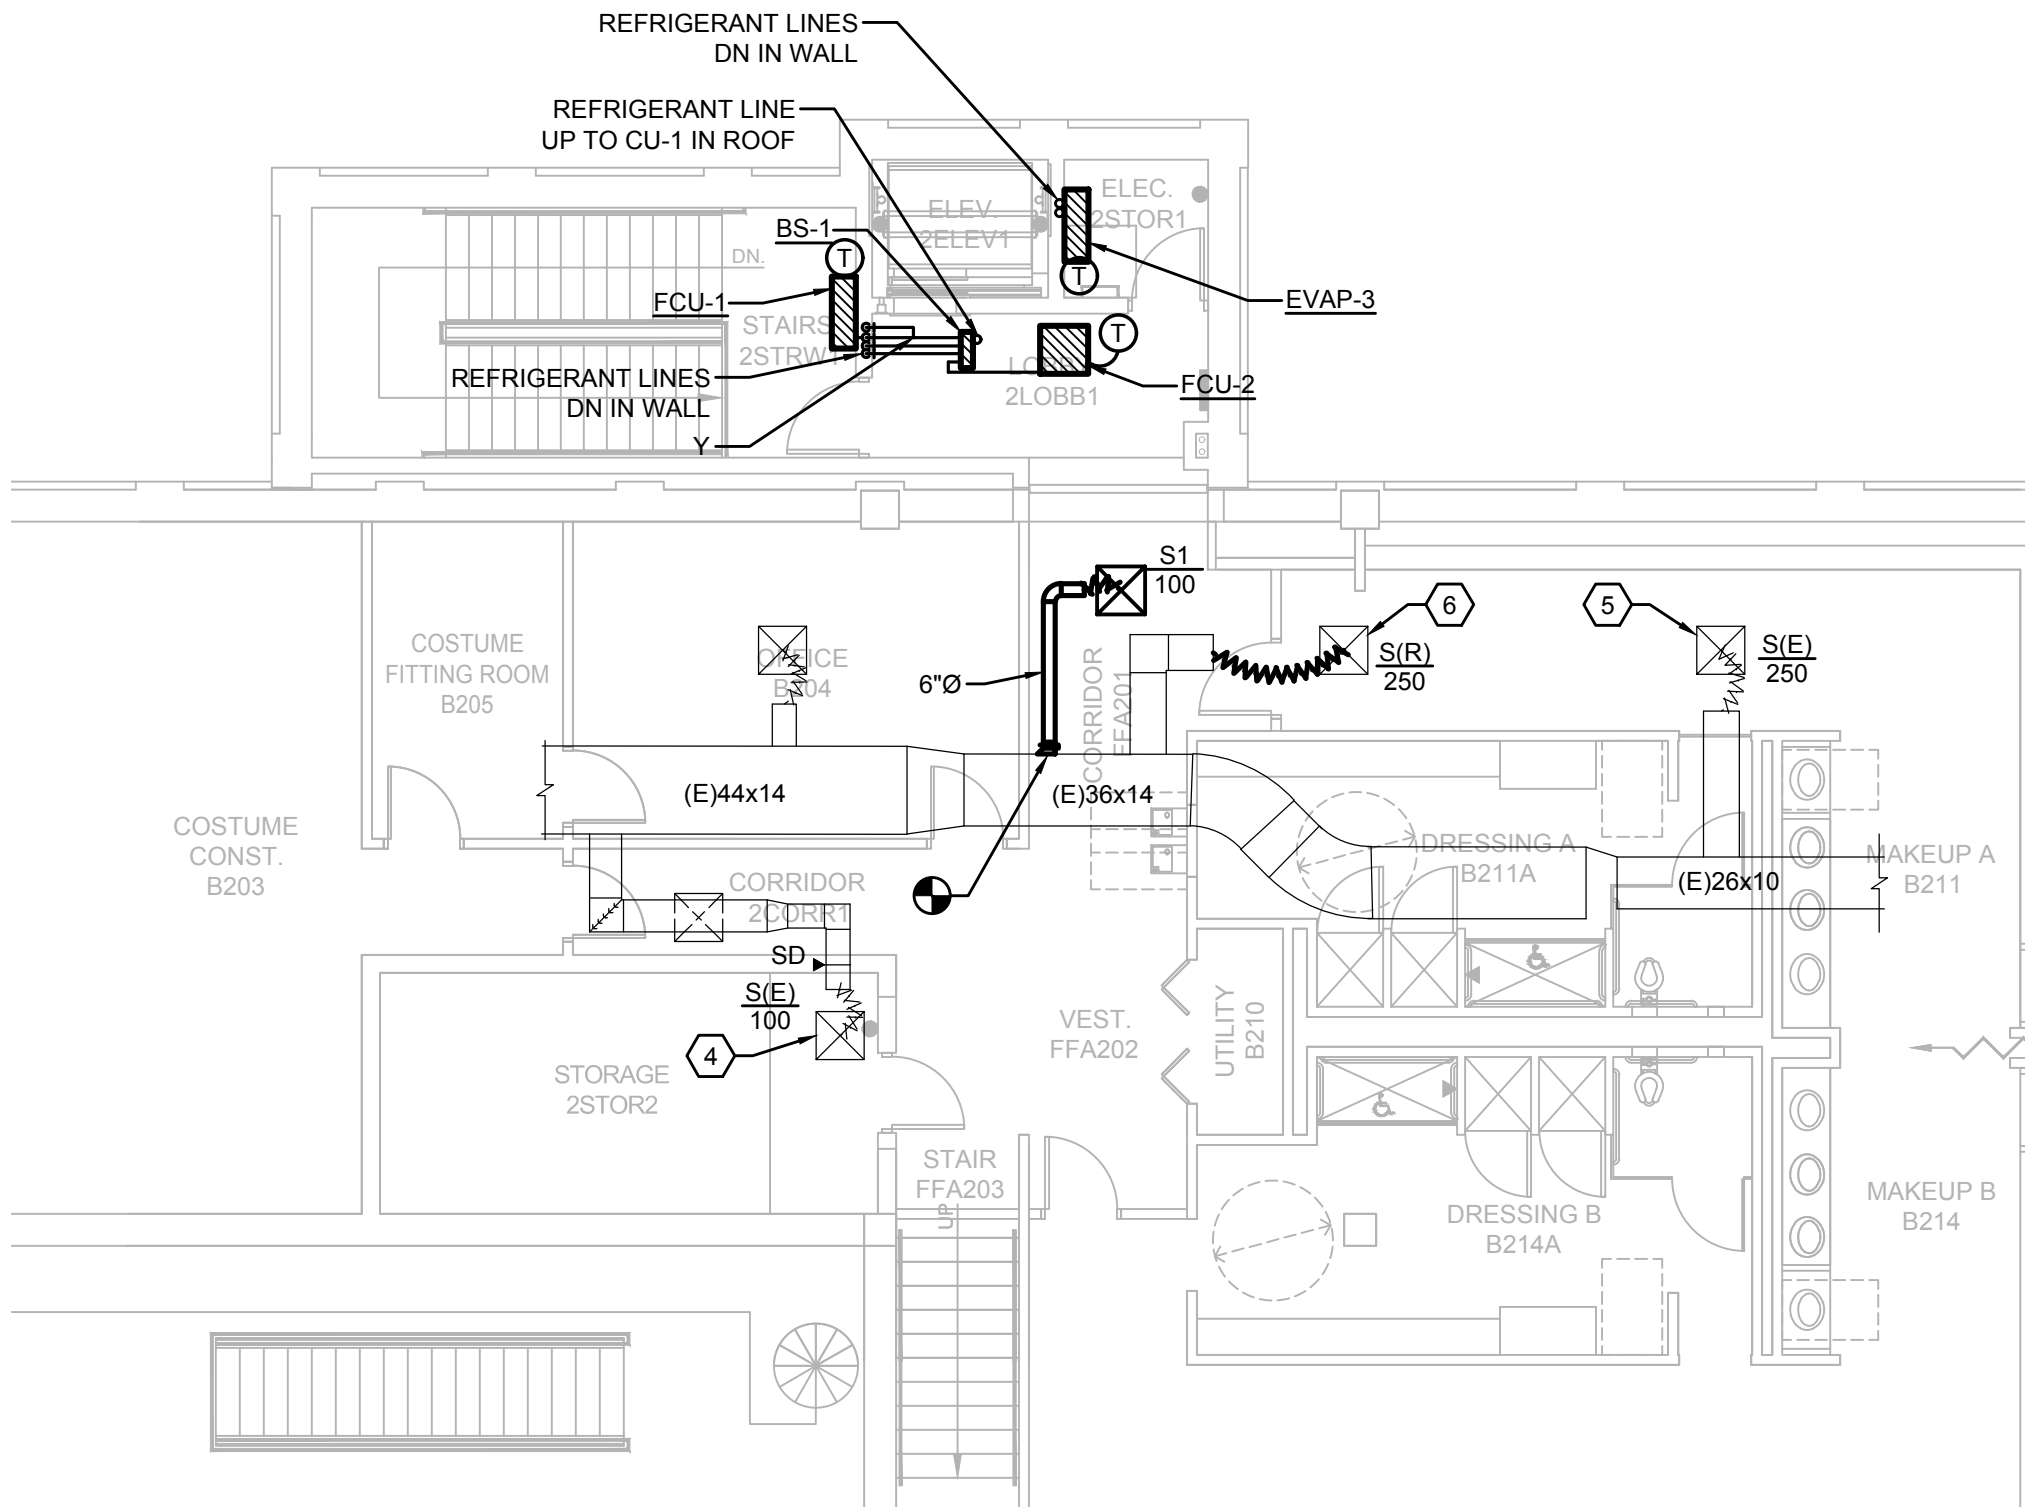 REFRIGERANT LINES
DN IN WALL
REFRIGERANT LINE
UP TO CU-1 IN ROOF
ELEC.
2STOR1
ELEV.
2ELEV1
BS-1
T
DN.
T
FCU-1
EVAP-3
STAIRS
T
REFRIGERANT LINES
DN IN WALL
2LOBB1
FCU-2
Y
S1
100
6
5
COSTUME
FITTING ROOM
B205
OFFICE
B204
6"Ø
CORRIDOR
FFA201
S(R)
250
S(E)
250
(E)44x14
(E)36x14
COSTUME
CONST.
B203
DRESSING A
B211A
MAKEUP A
B211
(E)26x10
CORRIDOR
2CORR1
SD
S(E)
100
4
VEST.
FFA202
UTILITY
B210
STORAGE
2STOR2
STAIR
FFA203
UP
DRESSING B
B214A
MAKEUP B
B214